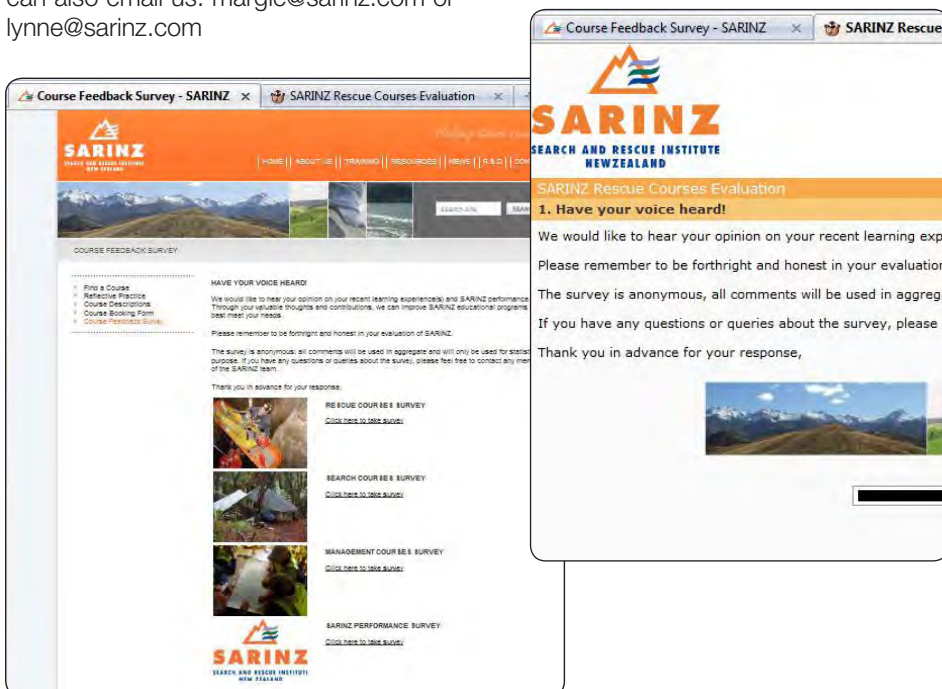 can also email us: margie@sarinz.com or
lynne@sarinz.com
Course Feedback Survey - SARINZ
SARINZ Rescue Courses Evaluation
SARINZ
SEARCH AND RESCUE INSTITUTE
NEW ZEALAND
HOME || ABOUT US || TRAINING || RESOURCES || NEWS || R & D ||
COURSE FEEDBACK SURVEY
Find a Course
Reflective Practice
Course Descriptions
Course Booking Form
Course Feedback Survey
HAVE YOUR VOICE HEARD!
We would like to hear your opinion on your recent learning experience(s) and SARINZ performance.
Through your valuable thoughts and contributions, we can improve SARINZ educational programs
best meet your needs.
Please remember to be forthright and honest in your evaluation of SARINZ.
The survey is anonymous; all comments will be used in aggregate and will only be used for statist
purpose. If you have any questions or queries about the survey, please feel free to contact any mem
of the SARINZ team.
Thank you in advance for your response,
RESCUE COURSES SURVEY
Click here to take survey
SEARCH COURSES SURVEY
Click here to take survey
MANAGEMENT COURSES SURVEY
Click here to take survey
SARINZ PERFORMANCE SURVEY
Click here to take survey
SARINZ
SEARCH AND RESCUE INSTITUTE
NEW ZEALAND
Course Feedback Survey - SARINZ
SARINZ Rescue
SARINZ
SEARCH AND RESCUE INSTITUTE
NEWZEALAND
SARINZ Rescue Courses Evaluation
1. Have your voice heard!
We would like to hear your opinion on your recent learning exp
Please remember to be forthright and honest in your evaluation
The survey is anonymous, all comments will be used in aggreg
If you have any questions or queries about the survey, please
Thank you in advance for your response,